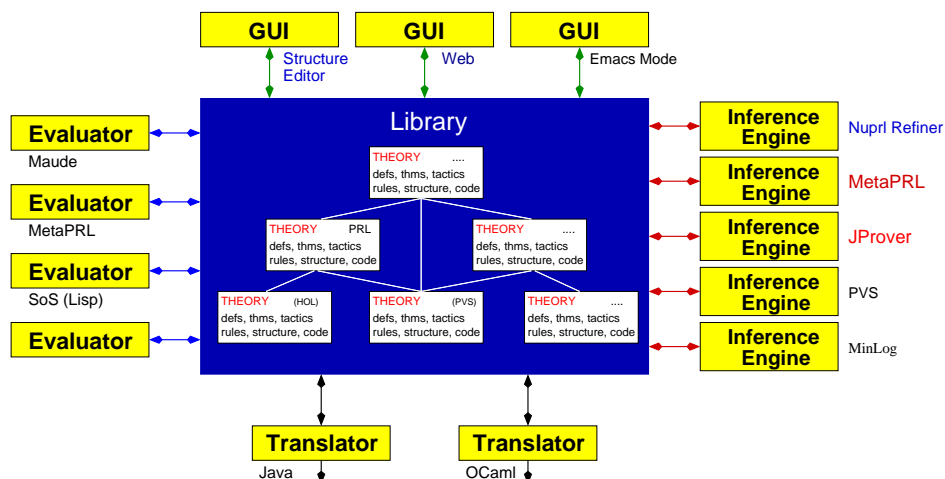 GUI
GUI
GUI
Structure
Editor
Web
Emacs Mode
Library
Evaluator
Maude
Evaluator
MetaPRL
Evaluator
SoS (Lisp)
Evaluator
THEORY ....
defs, thms, tactics
rules, structure, code
THEORY PRL
defs, thms, tactics
rules, structure, code
THEORY ....
defs, thms, tactics
rules, structure, code
THEORY (HOL)
defs, thms, tactics
rules, structure, code
THEORY (PVS)
defs, thms, tactics
rules, structure, code
THEORY ....
defs, thms, tactics
rules, structure, code
Inference
Engine
Nuprl Refiner
Inference
Engine
MetaPRL
Inference
Engine
JProver
Inference
Engine
PVS
Inference
Engine
MinLog
Translator
Java
Translator
OCaml